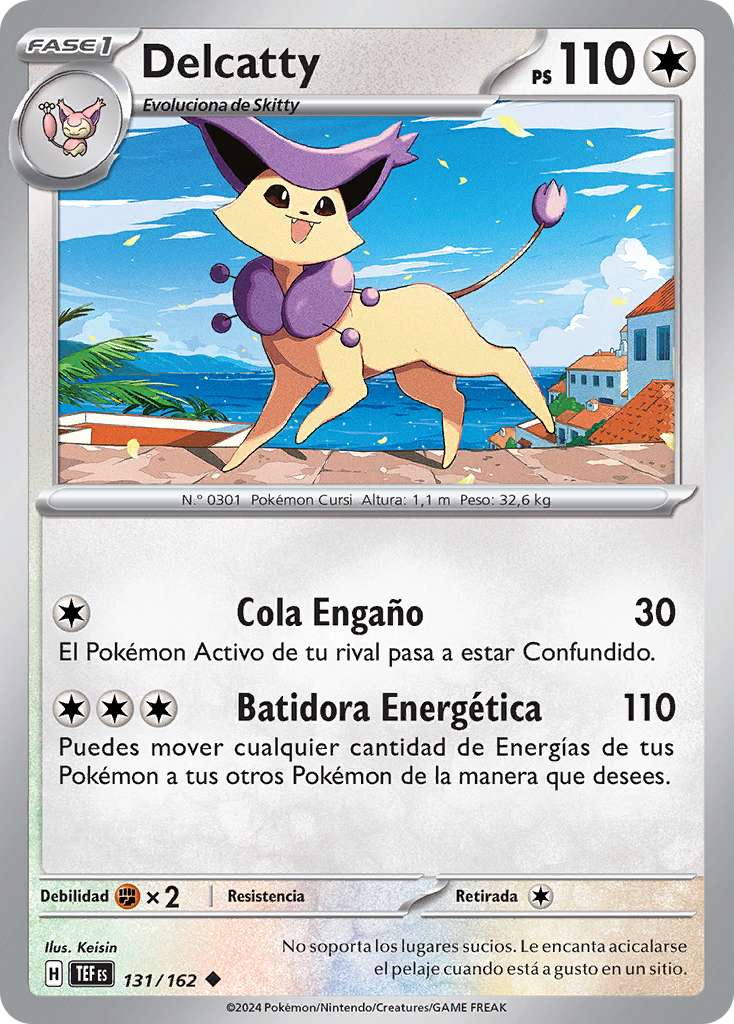 FASE 1
Delcatty
PS 110
Evoluciona de Skitty
N.º 0301 Pokémon Cursi Altura: 1,1 m Peso: 32,6 kg
Cola Engaño 30
El Pokémon Activo de tu rival pasa a estar Confundido.
Batidora Energética 110
Puedes mover cualquier cantidad de Energías de tus
Pokémon a tus otros Pokémon de la manera que desees.
Debilidad ×2 Resistencia Retirada
Ilus. Keisin
No soporta los lugares sucios. Le encanta acicalarse
el pelaje cuando está a gusto en un sitio.
H TEF ES 131/162
©2024 Pokémon/Nintendo/Creatures/GAME FREAK